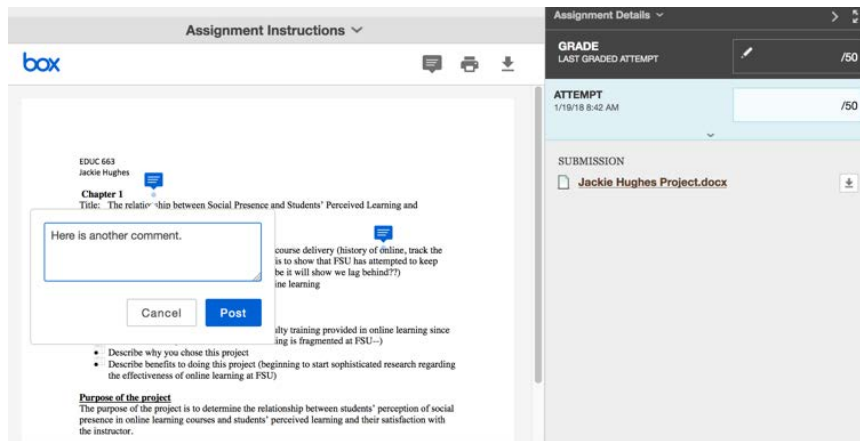 Assignment Instructions
box
EDUC 663
Jackie Hughes
Chapter 1
Title: The relationship between Social Presence and Students' Perceived Learning and
Here is another comment.
Cancel
Post
course delivery (history of online, track the
is to show that FSU has attempted to keep
be it will show we lag behind??)
ine learning
ulty training provided in online learning since
ing is fragmented at FSU--)
• Describe why you chose this project
• Describe benefits to doing this project (beginning to start sophisticated research regarding
the effectiveness of online learning at FSU)
Purpose of the project
The purpose of the project is to determine the relationship between students' perception of social
presence in online learning courses and students' perceived learning and their satisfaction with
the instructor.
Assignment Details
GRADE
LAST GRADED ATTEMPT
/50
ATTEMPT
1/19/18 8:42 AM
/50
SUBMISSION
Jackie Hughes Project.docx